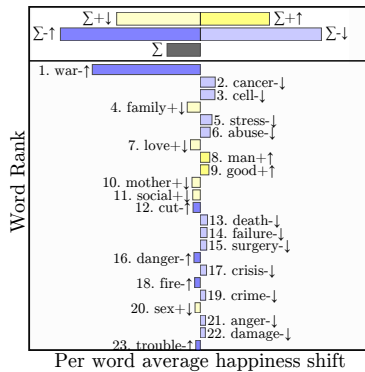 Σ+↓ Σ+↑
Σ-↑ Σ-↓
Σ
1. war-↑
2. cancer-↓
3. cell-↓
4. family+↓
5. stress-↓
6. abuse-↓
7. love+↓
8. man+↑
9. good+↑
10. mother+↓
11. social+↓
12. cut-↑
13. death-↓
14. failure-↓
15. surgery-↓
16. danger-↑
17. crisis-↓
18. fire-↑
19. crime-↓
20. sex+↓
21. anger-↓
22. damage-↓
23. trouble-↑
Word Rank
Per word average happiness shift